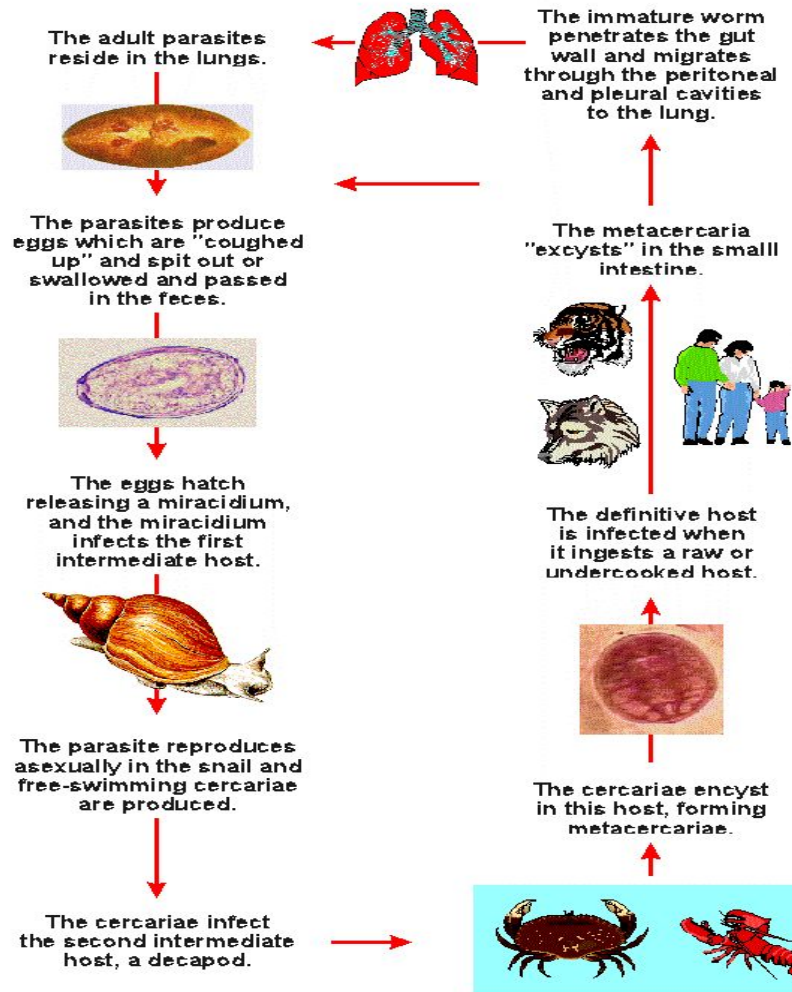 The adult parasites
reside in the lungs.
The parasites produce
eggs which are "coughed
up" and spit out or
swallowed and passed
in the feces.
The eggs hatch
releasing a miracidium,
and the miracidium
infects the first
intermediate host.
The parasite reproduces
asexually in the snail and
free-swimming cercariae
are produced.
The cercariae infect
the second intermediate
host, a decapod.
The cercariae encyst
in this host, forming
metacercariae.
The definitive host
is infected when
it ingests a raw or
undercooked host.
The metacercaria
"excysts" in the smalll
intestine.
The immature worm
penetrates the gut
wall and migrates
through the peritoneal
and pleural cavities
to the lung.